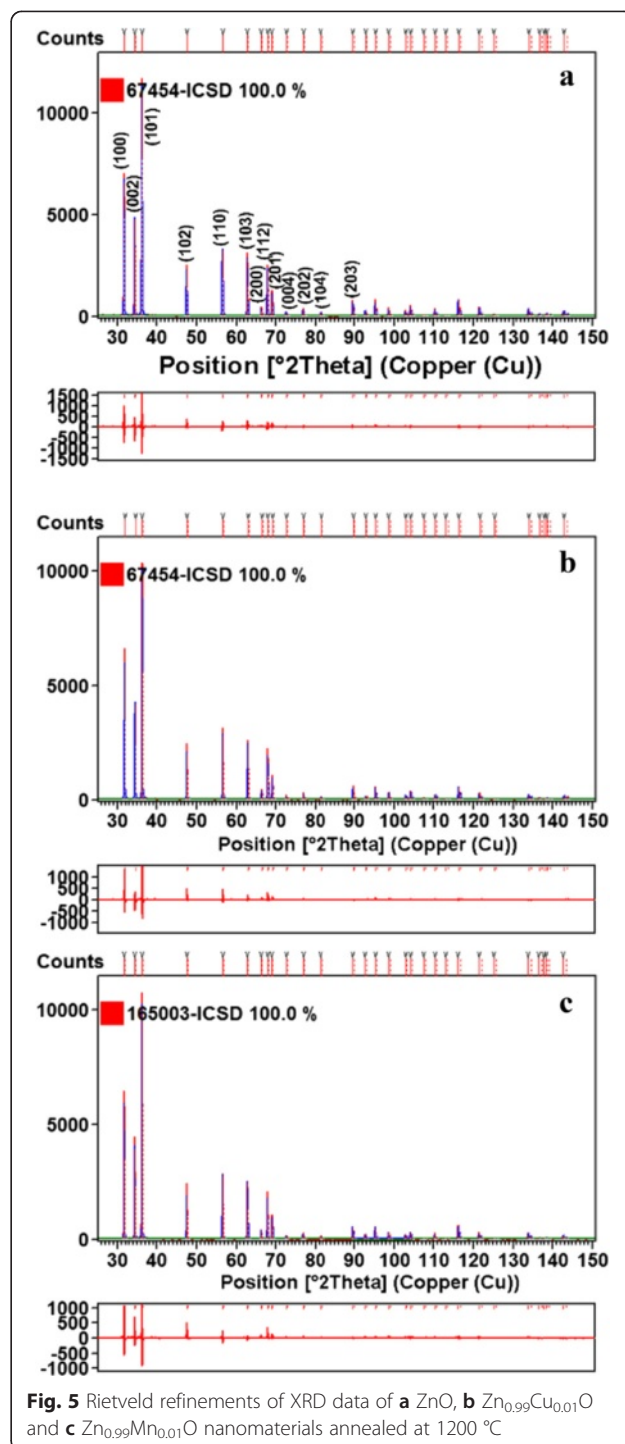 Counts
a
67454-ICSD 100.0 %
10000
5000
0
(100)
(002)
(101)
(102)
(110)
(103)
(200)
(112)
(201)
(004)
(202)
(104)
(203)
30 40 50 60 70 80 90 100 110 120 130 140 150
Position [°2Theta] (Copper (Cu))
1500
1000
500
0
-500
-1000
-1500
Counts
b
67454-ICSD 100.0 %
10000
5000
0
30 40 50 60 70 80 90 100 110 120 130 140 150
Position [°2Theta] (Copper (Cu))
1000
500
0
-500
-1000
Counts
c
165003-ICSD 100.0 %
10000
5000
0
30 40 50 60 70 80 90 100 110 120 130 140 150
Position [°2Theta] (Copper (Cu))
1000
500
0
-500
-1000
Fig. 5 Rietveld refinements of XRD data of a ZnO, b Zn0.99Cu0.01O
and c Zn0.99Mn0.01O nanomaterials annealed at 1200 °C